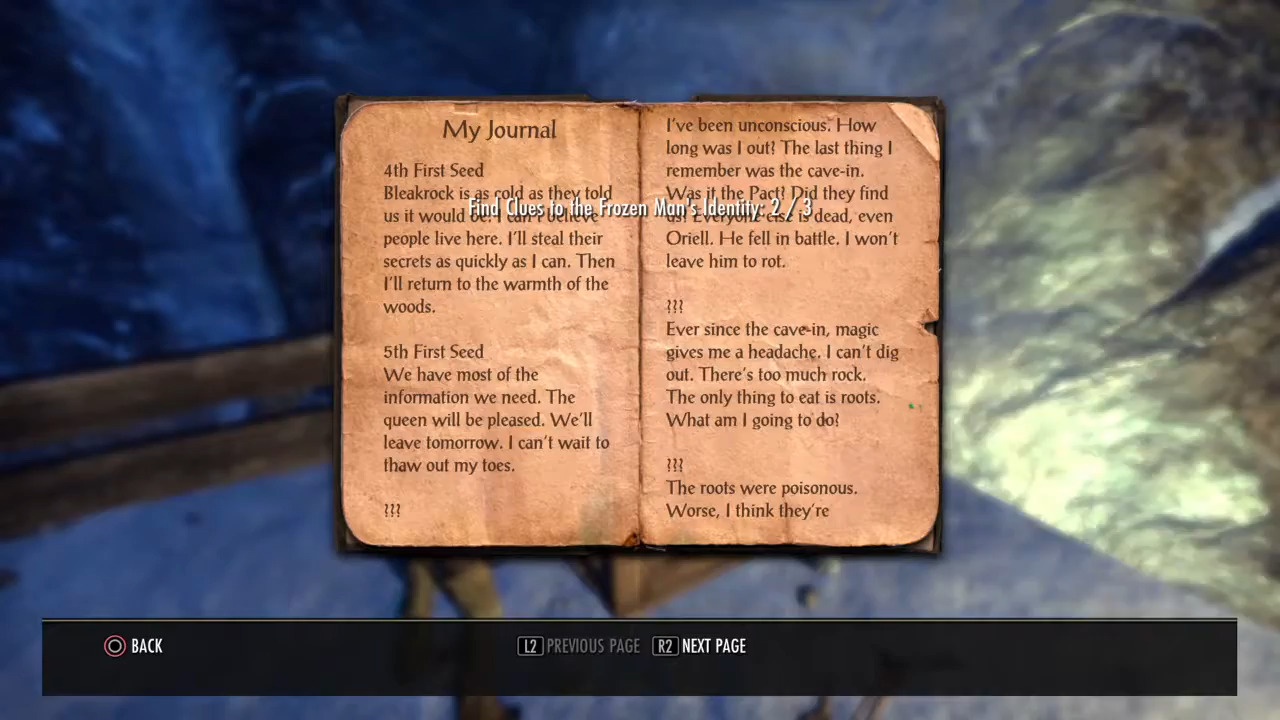 My Journal
4th First Seed
Bleakrock is as cold as they told
us it would be. I can't believe
people live here. I'll steal their
secrets as quickly as I can. Then
I'll return to the warmth of the
woods.
5th First Seed
We have most of the
information we need. The
queen will be pleased. We'll
leave tomorrow. I can't wait to
thaw out my toes.
???
I've been unconscious. How
long was I out? The last thing I
remember was the cave-in.
Was it the Pact? Did they find
us? Everyone else is dead, even
Oriell. He fell in battle. I won't
leave him to rot.
???
Ever since the cave-in, magic
gives me a headache. I can't dig
out. There's too much rock.
The only thing to eat is roots.
What am I going to do?
???
The roots were poisonous.
Worse, I think they're
Find Clues to the Frozen Man's Identity: 2 / 3
BACK
L2 PREVIOUS PAGE R2 NEXT PAGE